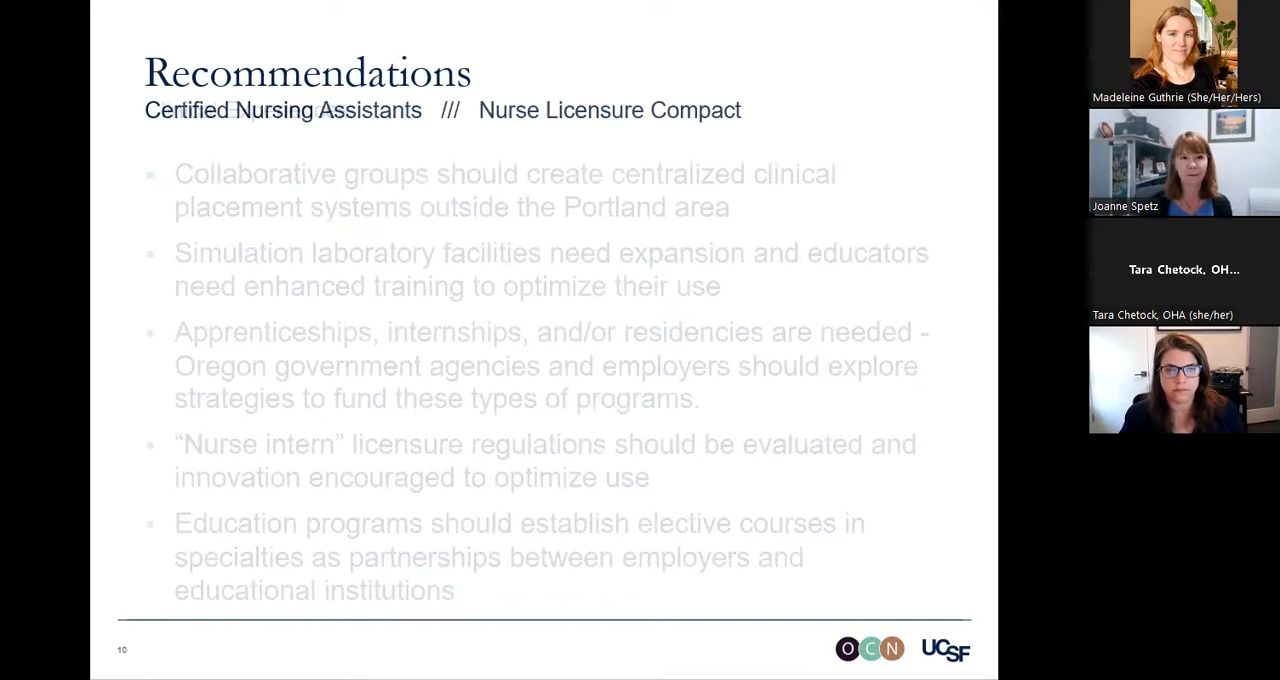 Recommendations
Certified Nursing Assistants /// Nurse Licensure Compact
Collaborative groups should create centralized clinical
placement systems outside the Portland area
Simulation laboratory facilities need expansion and educators
need enhanced training to optimize their use
Apprenticeships, internships, and/or residencies are needed -
Oregon government agencies and employers should explore
strategies to fund these types of programs.
“Nurse intern” licensure regulations should be evaluated and
innovation encouraged to optimize use
Education programs should establish elective courses in
specialties as partnerships between employers and
educational institutions
10
OCN
UCSF
Madeleine Guthrie (She/Her/Hers)
Joanne Spetz
Tara Chetock, OH...
Tara Chetock, OHA (she/her)